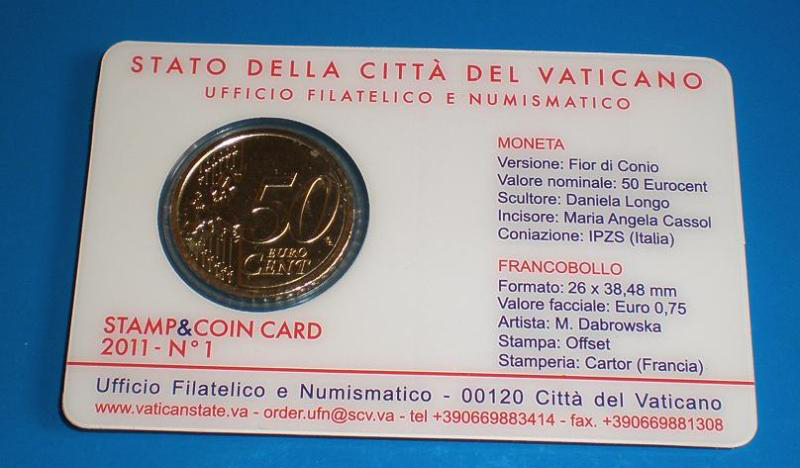 STATO DELLA CITTÀ DEL VATICANO
UFFICIO FILATELICO E NUMISMATICO
50
EURO
CENT
MONETA
Versione: Fior di Conio
Valore nominale: 50 Eurocent
Scultore: Daniela Longo
Incisore: Maria Angela Cassol
Coniazione: IPZS (Italia)
FRANCOBOLLO
Formato: 26 x 38,48 mm
Valore facciale: Euro 0,75
Artista: M. Dabrowska
Stampa: Offset
Stamperia: Cartor (Francia)
STAMP&COIN CARD
2011 - N°1
Ufficio Filatelico e Numismatico - 00120 Città del Vaticano
www.vaticanstate.va - order.ufn@scv.va - tel +390669883414 - fax. +390669881308